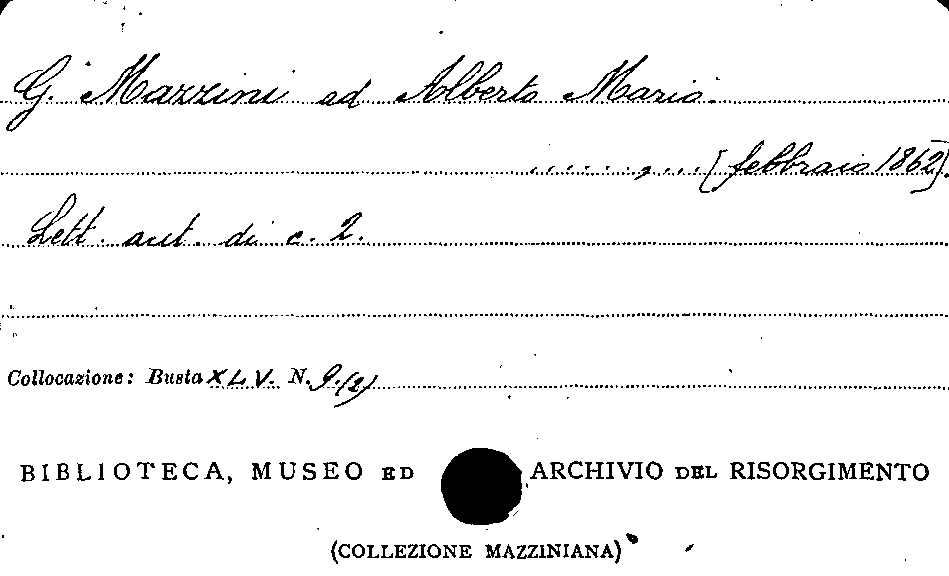 G. Mazzini ad Alberto Mario.
......, ... [febbraio 1862].
Lett. aut. di c. 2.
Collocazione: Busta XLV. N. 9.(2)
BIBLIOTECA, MUSEO ED ARCHIVIO DEL RISORGIMENTO
(COLLEZIONE MAZZINIANA)